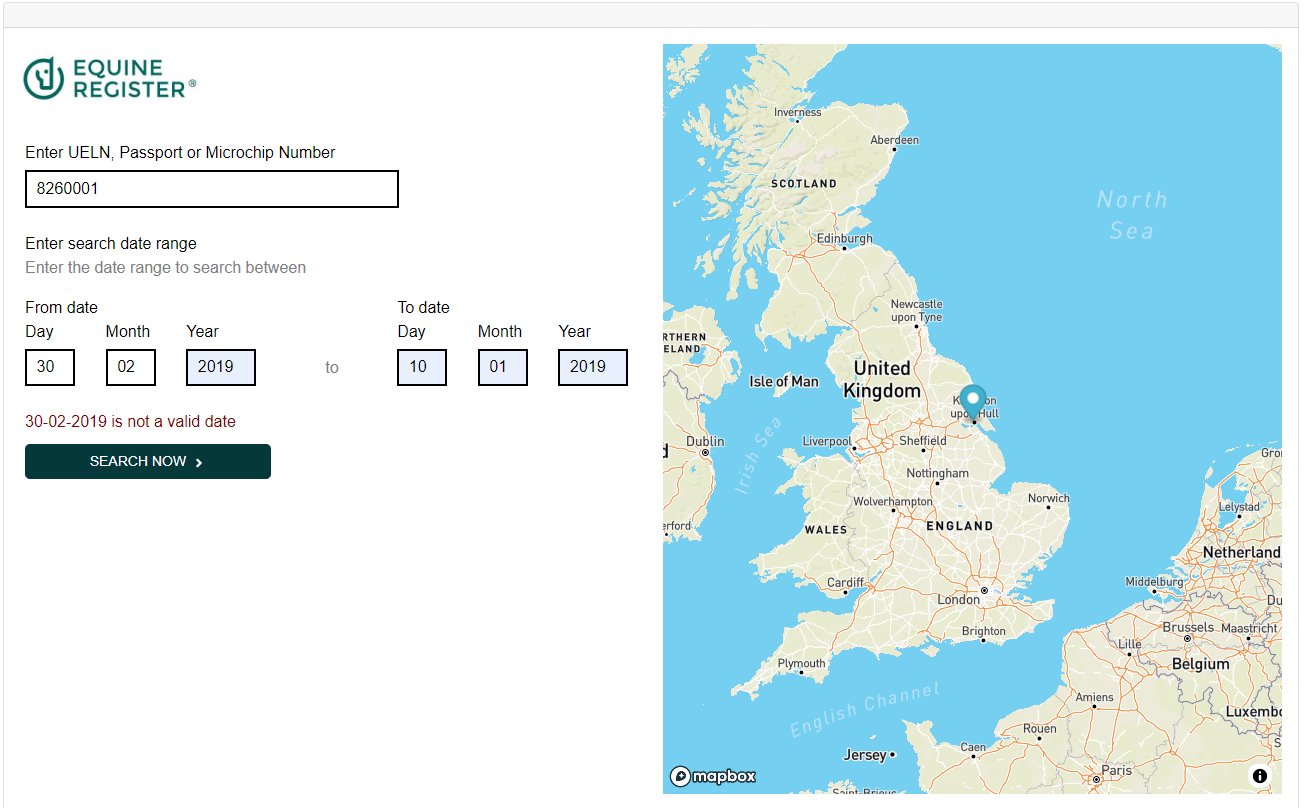 EQUINE
REGISTER®
Enter UELN, Passport or Microchip Number
8260001
Enter search date range
Enter the date range to search between
From date
To date
Day Month Year
Day Month Year
30 02 2019 to 10 01 2019
30-02-2019 is not a valid date
SEARCH NOW
Inverness
Aberdeen
SCOTLAND
North
Sea
Edinburgh
Newcastle
upon Tyne
RTHERN
ELAND
United
Kingdom
Isle of Man
upon Hull
Dublin
Irish Sea
Liverpool
Sheffield
Nottingham
Wolverhampton
Norwich
WALES
ENGLAND
erford
Gron
Lelystad
Netherland
Cardiff
London
Middelburg
Du
Brighton
Brussels
Maastricht
Lille
Belgium
Plymouth
English Channel
Amiens
Luxembo
Rouen
Jersey
Caen
Paris
mapbox
Saint-Brieuc